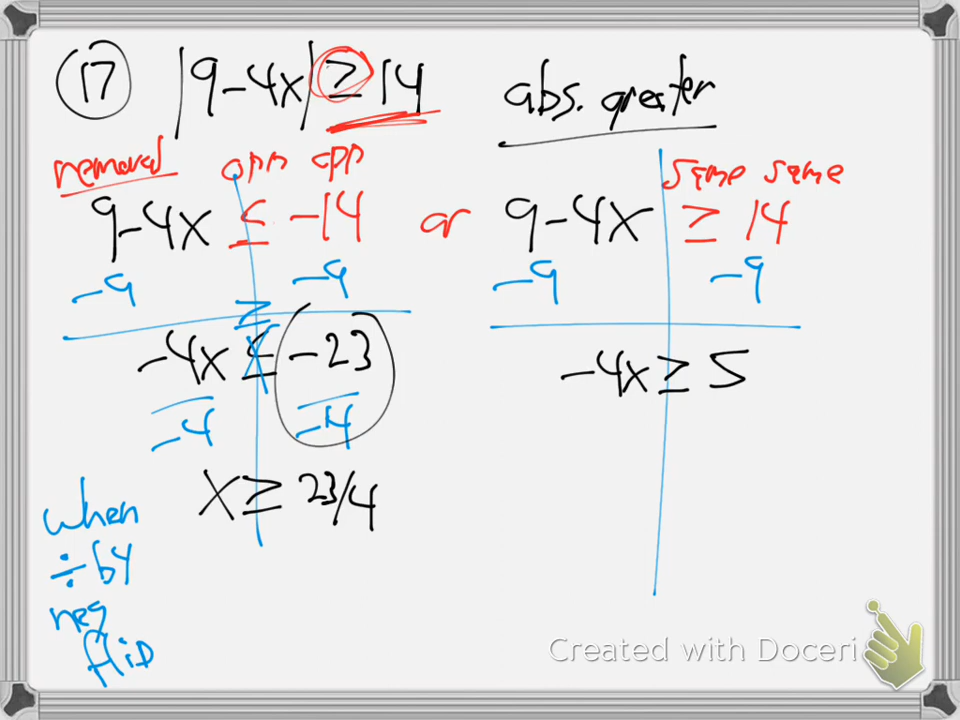 17 |9-4x| ≥ 14
abs. greater
removed opp opp
same same
9-4x ≤ -14 or 9-4x ≥ 14
-9 -9 -9 -9
≥
-4x ≤ -23
-4x ≥ 5
-4 -4
x ≥ 23/4
when
÷ by
neg
flip
Created with Doceri